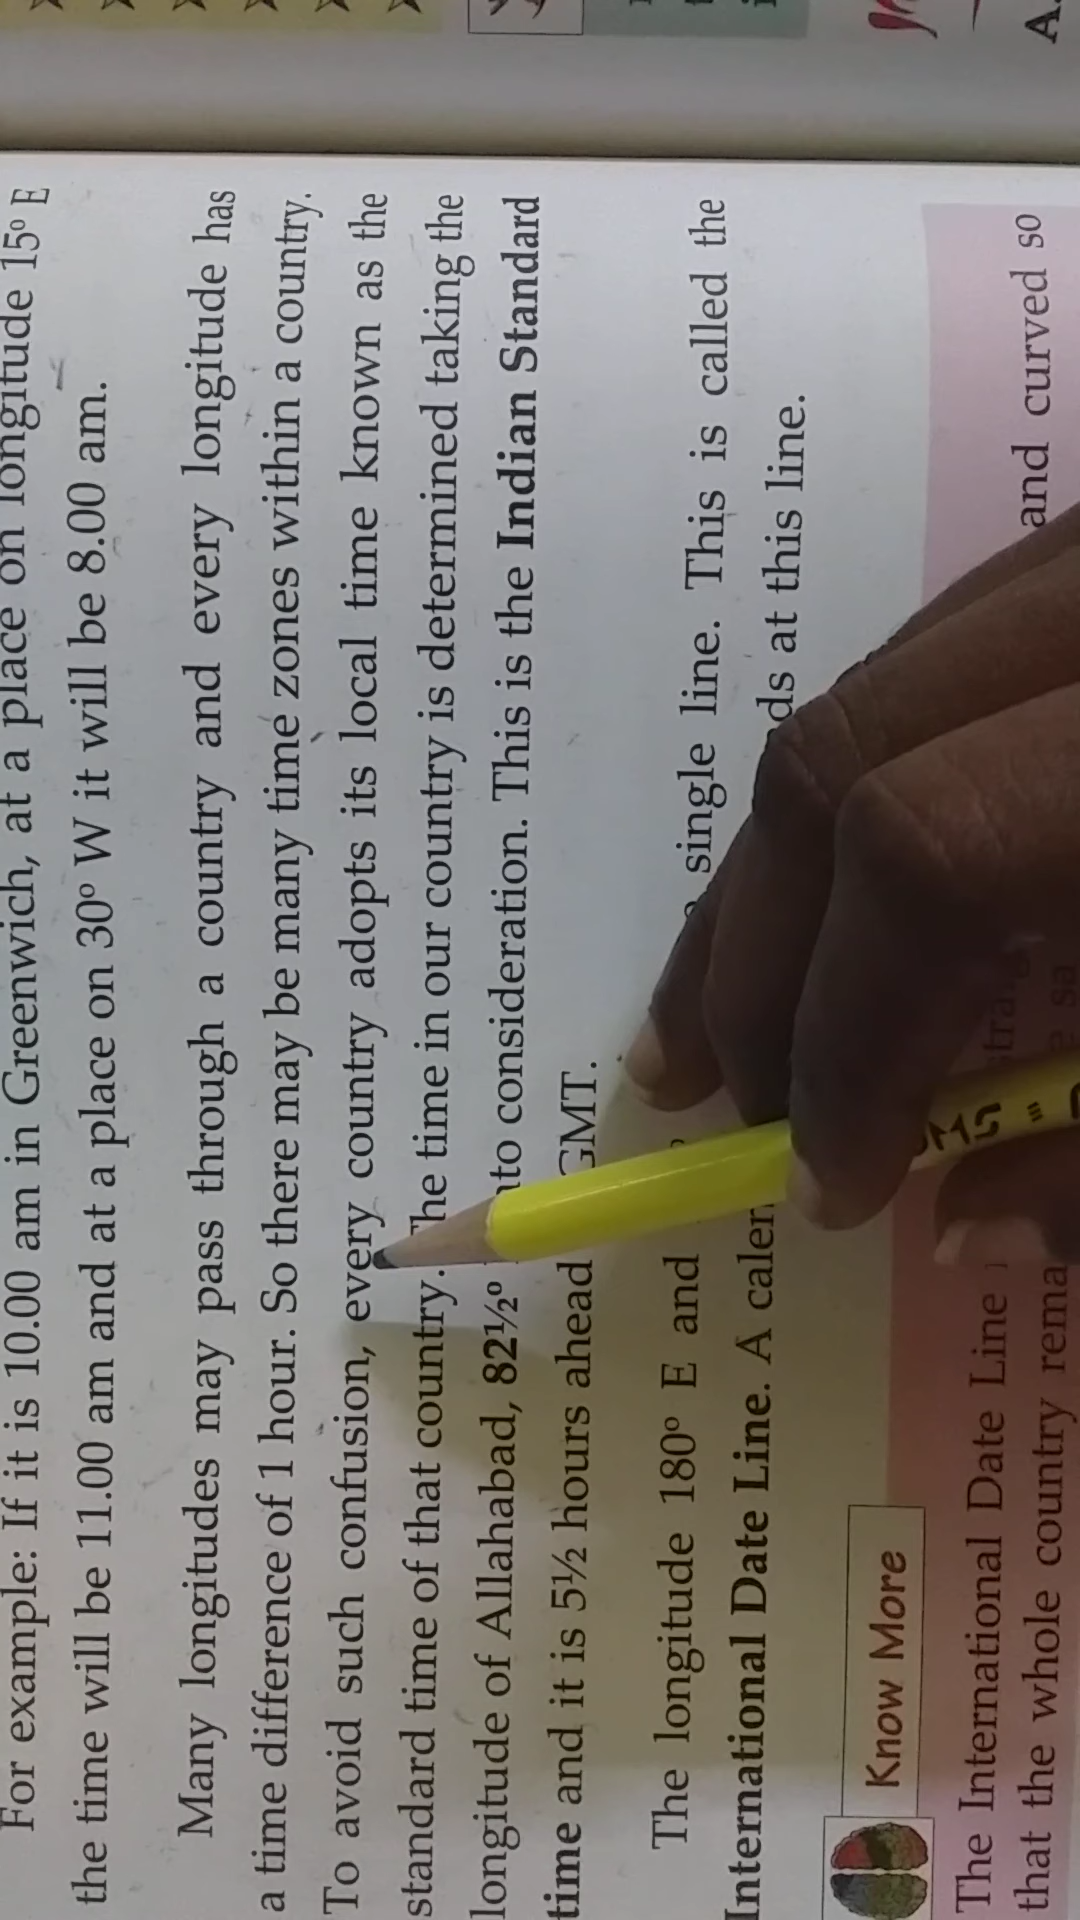 For example: If it is 10.00 am in Greenwich, at a place on longitude 15° E
the time will be 11.00 am and at a place on 30° W it will be 8.00 am.
Many longitudes may pass through a country and every longitude has
a time difference of 1 hour. So there may be many time zones within a country.
To avoid such confusion, every country adopts its local time known as the
standard time of that country. The time in our country is determined taking the
longitude of Allahabad, 82½° to consideration. This is the Indian Standard
time and it is 5½ hours ahead GMT.
The longitude 180° E and single line. This is called the
International Date Line. A at this line.
Know More
The International Date Line and curved so
that the whole country
A.